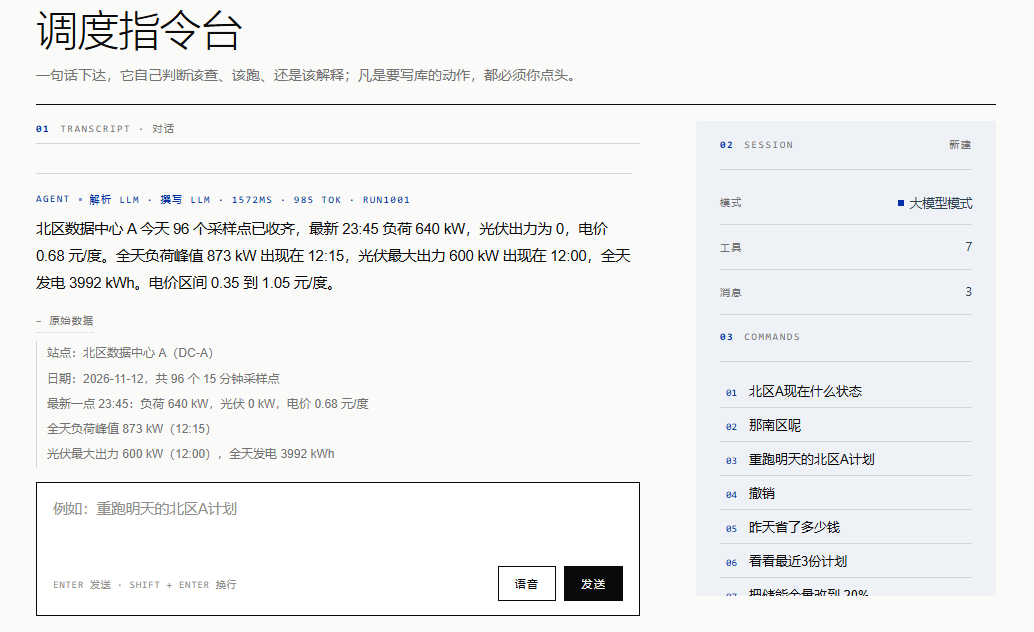 调度指令台
一句话下达，它自己判断该查、该跑、还是该解释；凡是要写库的动作，都必须你点头。
01 TRANSCRIPT · 对话
AGENT · 解析 LLM · 撰写 LLM · 1572MS · 985 TOK · RUN1001
北区数据中心 A 今天 96 个采样点已收齐，最新 23:45 负荷 640 kW，光伏出力为 0，电价
0.68 元/度。全天负荷峰值 873 kW 出现在 12:15，光伏最大出力 600 kW 出现在 12:00，全天
发电 3992 kWh。电价区间 0.35 到 1.05 元/度。
- 原始数据
站点：北区数据中心 A（DC-A）
日期：2026-11-12，共 96 个 15 分钟采样点
最新一点 23:45：负荷 640 kW，光伏 0 kW，电价 0.68 元/度
全天负荷峰值 873 kW（12:15）
光伏最大出力 600 kW（12:00），全天发电 3992 kWh
例如：重跑明天的北区A计划
ENTER 发送 · SHIFT + ENTER 换行
语音
发送
02 SESSION 新建
模式 大模型模式
工具 7
消息 3
03 COMMANDS
01 北区A现在什么状态
02 那南区呢
03 重跑明天的北区A计划
04 撤销
05 昨天省了多少钱
06 看看最近3份计划
07 把储能余量改到 20%